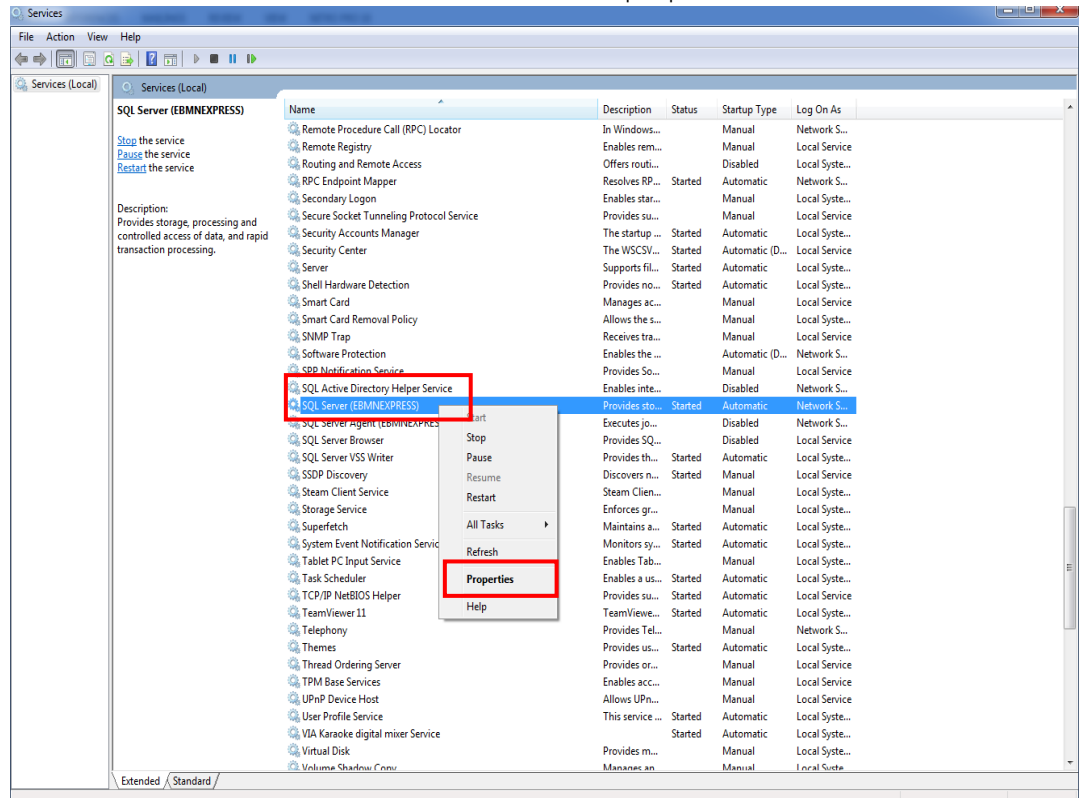 Services
File Action View Help
Services (Local)
Services (Local)
SQL Server (EBMNEXPRESS)
Stop the service
Pause the service
Restart the service
Description:
Provides storage, processing and
controlled access of data, and rapid
transaction processing.
Name Description Status Startup Type Log On As
Remote Procedure Call (RPC) Locator In Windows... Manual Network S...
Remote Registry Enables rem... Manual Local Service
Routing and Remote Access Offers routi... Disabled Local Syste...
RPC Endpoint Mapper Resolves RP... Started Automatic Network S...
Secondary Logon Enables star... Manual Local Syste...
Secure Socket Tunneling Protocol Service Provides su... Manual Local Service
Security Accounts Manager The startup ... Started Automatic Local Syste...
Security Center The WSCSV... Started Automatic (D... Local Service
Server Supports fil... Started Automatic Local Syste...
Shell Hardware Detection Provides no... Started Automatic Local Syste...
Smart Card Manages ac... Manual Local Service
Smart Card Removal Policy Allows the s... Manual Local Syste...
SNMP Trap Receives tra... Manual Local Service
Software Protection Enables the ... Automatic (D... Network S...
SPP Notification Service Provides So... Manual Local Service
SQL Active Directory Helper Service Enables inte... Disabled Network S...
SQL Server (EBMNEXPRESS) Provides sto... Started Automatic Network S...
SQL Server Agent (EBMNEXPRES Executes jo... Disabled Network S...
SQL Server Browser Provides SQ... Disabled Local Service
SQL Server VSS Writer Provides th... Started Automatic Local Syste...
SSDP Discovery Discovers n... Started Manual Local Service
Steam Client Service Steam Clien... Manual Local Syste...
Storage Service Enforces gr... Manual Local Syste...
Superfetch Maintains a... Started Automatic Local Syste...
System Event Notification Servic Monitors sy... Started Automatic Local Syste...
Tablet PC Input Service Enables Tab... Manual Local Syste...
Task Scheduler Enables a us... Started Automatic Local Syste...
TCP/IP NetBIOS Helper Provides su... Started Automatic Local Service
TeamViewer 11 TeamViewe... Started Automatic Local Syste...
Telephony Provides Tel... Manual Network S...
Themes Provides us... Started Automatic Local Syste...
Thread Ordering Server Provides or... Manual Local Service
TPM Base Services Enables acc... Manual Local Service
UPnP Device Host Allows UPn... Manual Local Service
User Profile Service This service ... Started Automatic Local Syste...
VIA Karaoke digital mixer Service Started Automatic Local Syste...
Virtual Disk Provides m... Manual Local Syste...
Volume Shadow Copy Manages an Manual Local Syste
Start
Stop
Pause
Resume
Restart
All Tasks
Refresh
Properties
Help
Extended Standard